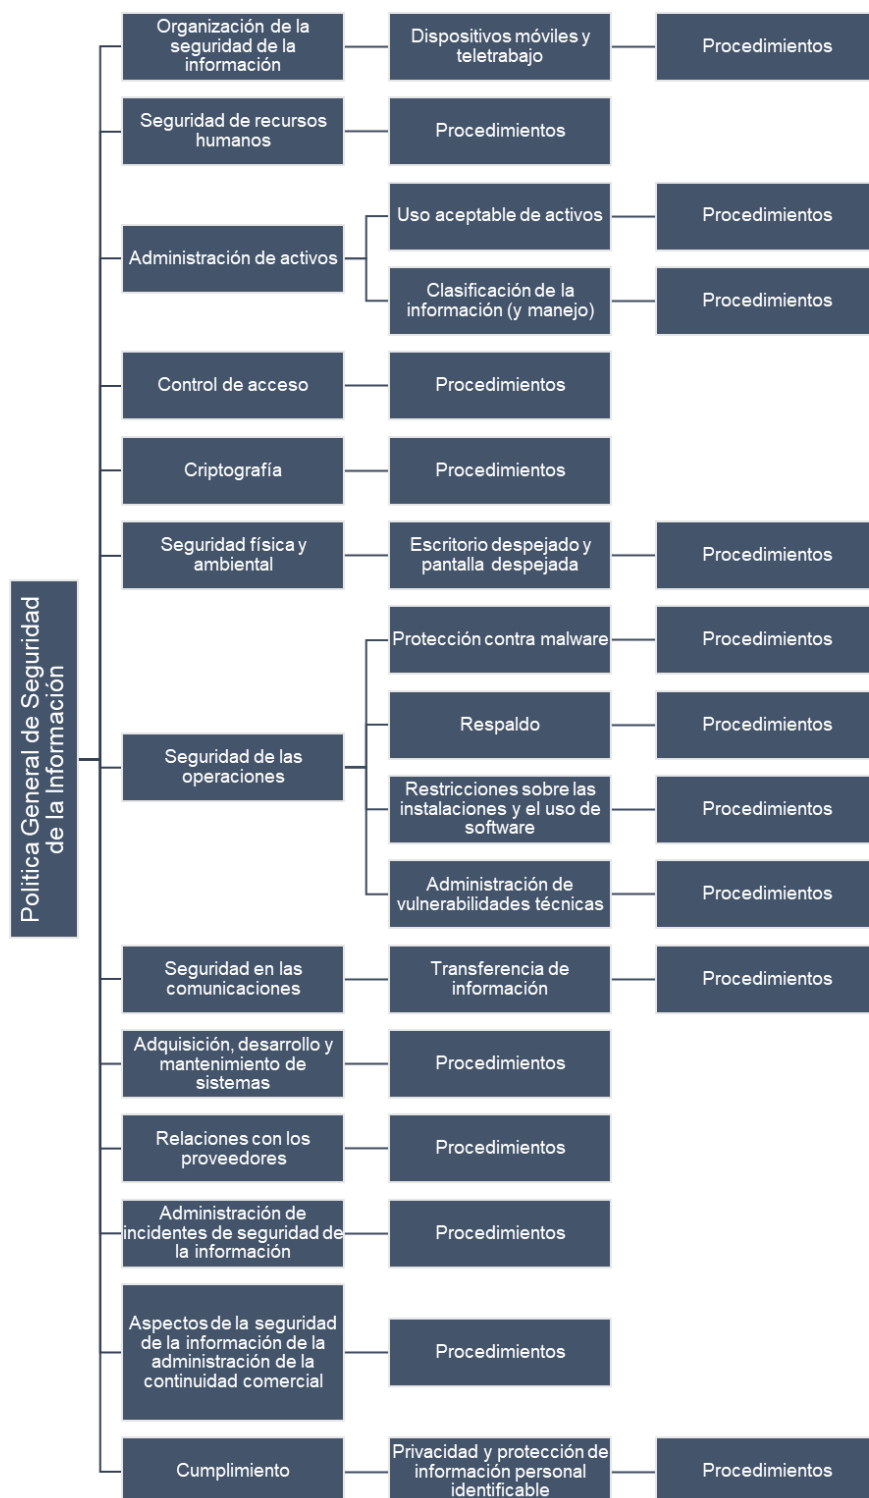 Politica General de Seguridad
de la Información
Organización de la
seguridad de la
información
Dispositivos móviles y
teletrabajo
Procedimientos
Seguridad de recursos
humanos
Procedimientos
Administración de activos
Uso aceptable de activos
Procedimientos
Clasificación de la
información (y manejo)
Procedimientos
Control de acceso
Procedimientos
Criptografía
Procedimientos
Seguridad física y
ambiental
Escritorio despejado y
pantalla despejada
Procedimientos
Seguridad de las
operaciones
Protección contra malware
Procedimientos
Respaldo
Procedimientos
Restricciones sobre las
instalaciones y el uso de
software
Procedimientos
Administración de
vulnerabilidades técnicas
Procedimientos
Seguridad en las
comunicaciones
Transferencia de
información
Procedimientos
Adquisición, desarrollo y
mantenimiento de
sistemas
Procedimientos
Relaciones con los
proveedores
Procedimientos
Administración de
incidentes de seguridad de
la información
Procedimientos
Aspectos de la seguridad
de la información de la
administración de la
continuidad comercial
Procedimientos
Cumplimiento
Privacidad y protección de
información personal
identificable
Procedimientos